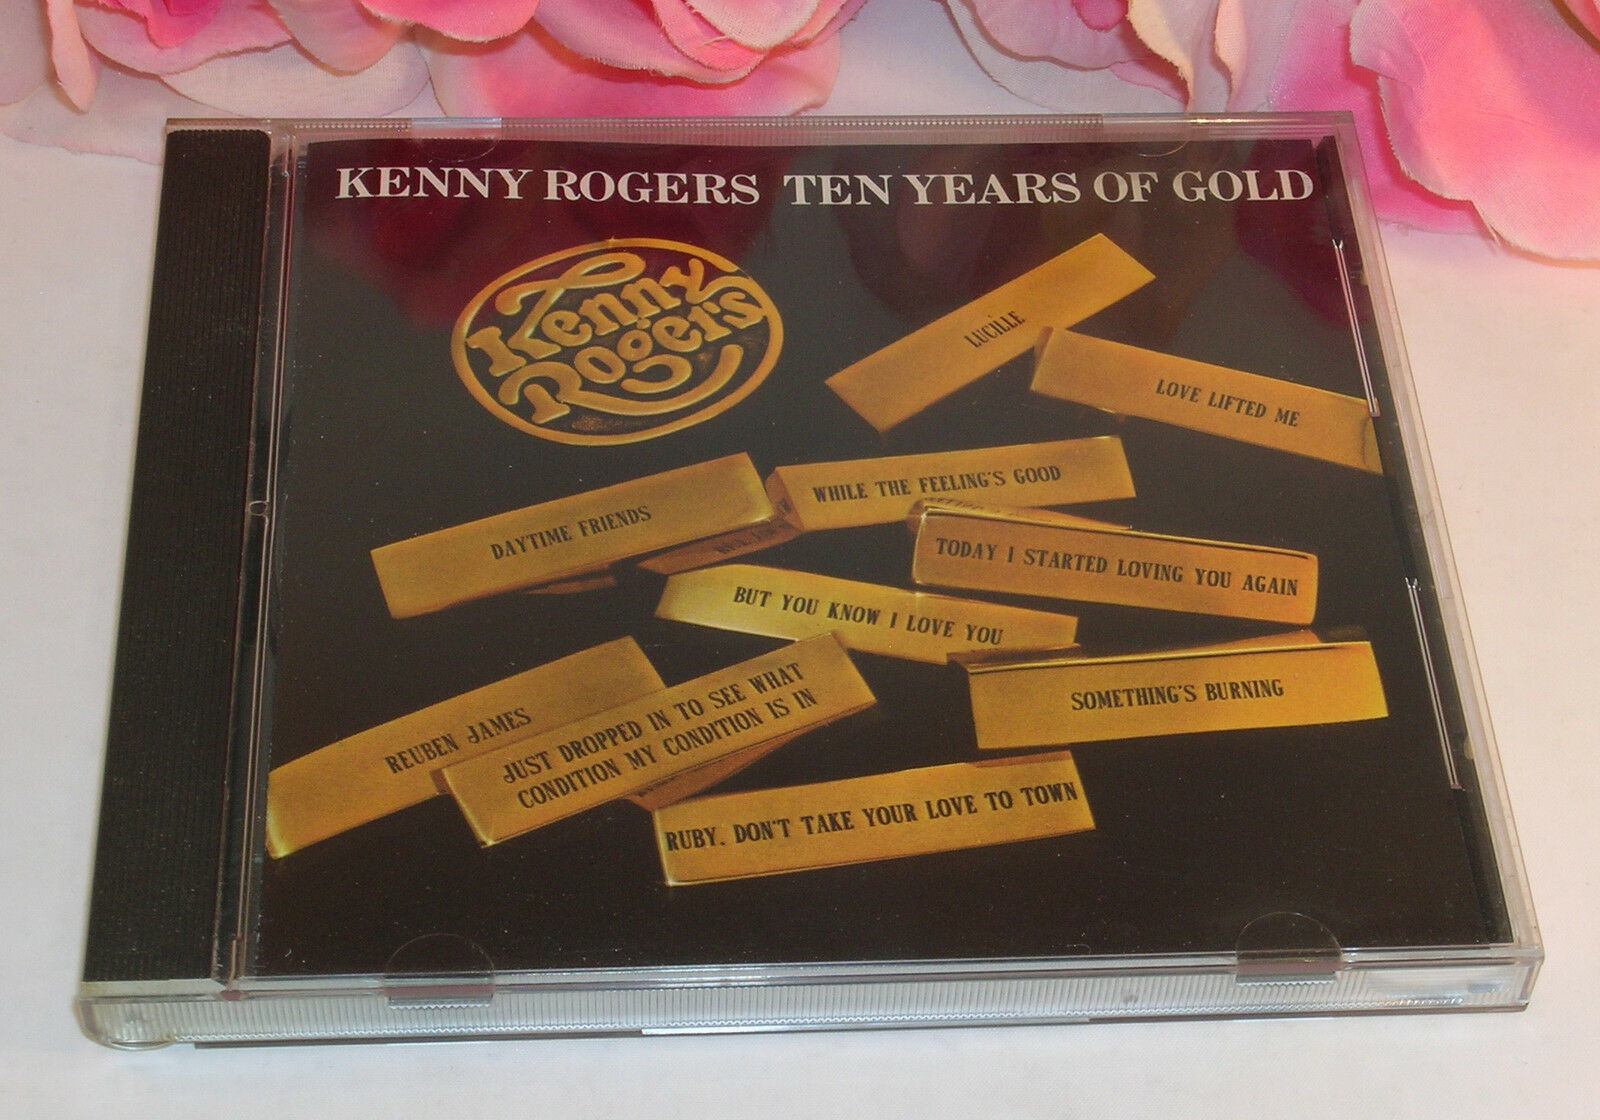 KENNY ROGERS TEN YEARS OF GOLD
Kenny
Rogers
LUCILLE
LOVE LIFTED ME
WHILE THE FEELING'S GOOD
DAYTIME FRIENDS
TODAY I STARTED LOVING YOU AGAIN
BUT YOU KNOW I LOVE YOU
SOMETHING'S BURNING
REUBEN JAMES
JUST DROPPED IN TO SEE WHAT
CONDITION MY CONDITION IS IN
RUBY. DON'T TAKE YOUR LOVE TO TOWN